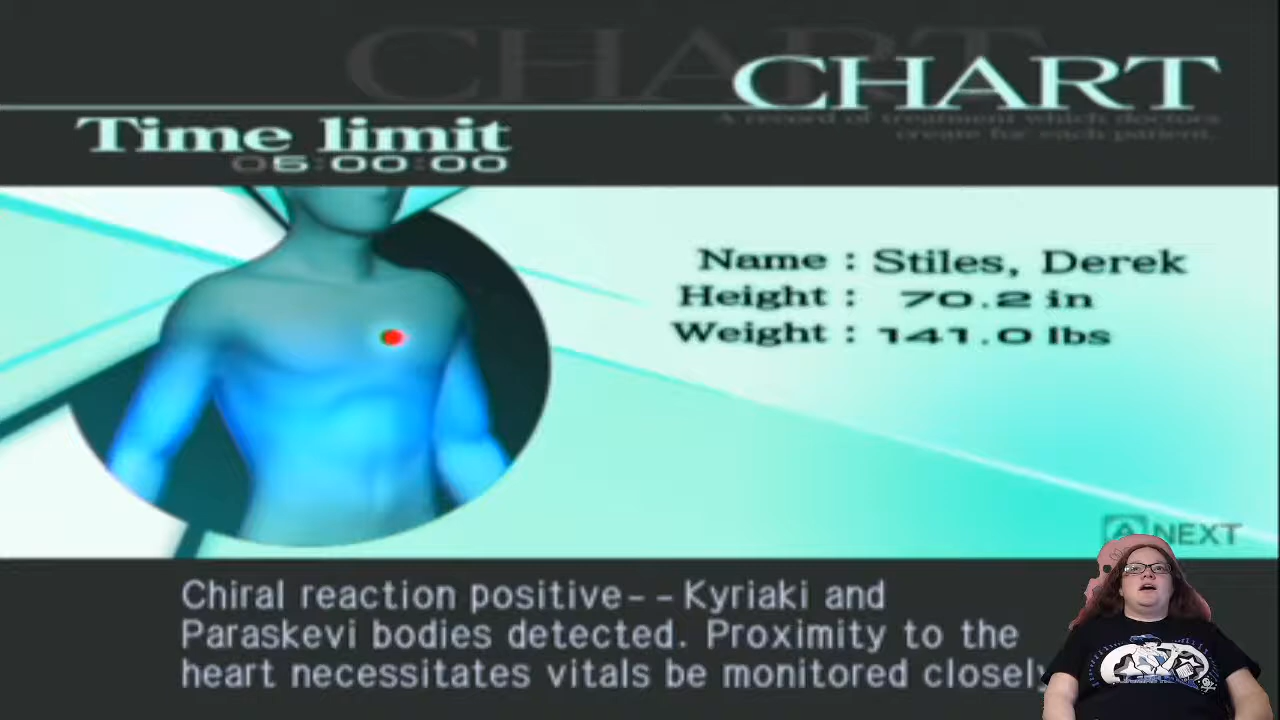 CHART
CHART
A record of treatment which doctors
create for each patient.
Time limit
05:00:00
Name : Stiles, Derek
Height : 70.2 in
Weight : 141.0 lbs
A NEXT
Chiral reaction positive--Kyriaki and
Paraskevi bodies detected. Proximity to the
heart necessitates vitals be monitored closely